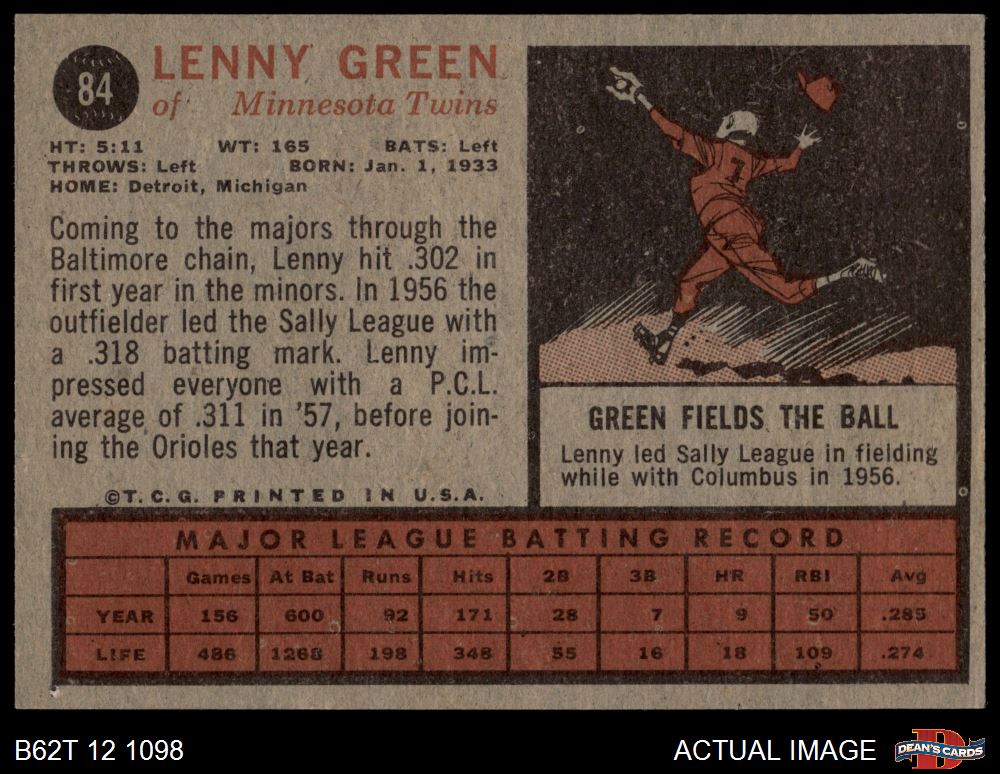 84
LENNY GREEN
of Minnesota Twins
HT: 5:11 WT: 165 BATS: Left
THROWS: Left BORN: Jan. 1, 1933
HOME: Detroit, Michigan
Coming to the majors through the
Baltimore chain, Lenny hit .302 in
first year in the minors. In 1956 the
outfielder led the Sally League with
a .318 batting mark. Lenny im-
pressed everyone with a P.C.L.
average of .311 in '57, before join-
ing the Orioles that year.
©T. C. G. PRINTED IN U.S.A.
7
GREEN FIELDS THE BALL
Lenny led Sally League in fielding
while with Columbus in 1956.
MAJOR LEAGUE BATTING RECORD
Games At Bat Runs Hits 2B 3B HR RBI Avg
YEAR 156 600 92 171 28 7 9 50 .285
LIFE 486 1268 198 348 55 16 18 109 .274
B62T 12 1098
ACTUAL IMAGE
DEAN'S CARDS